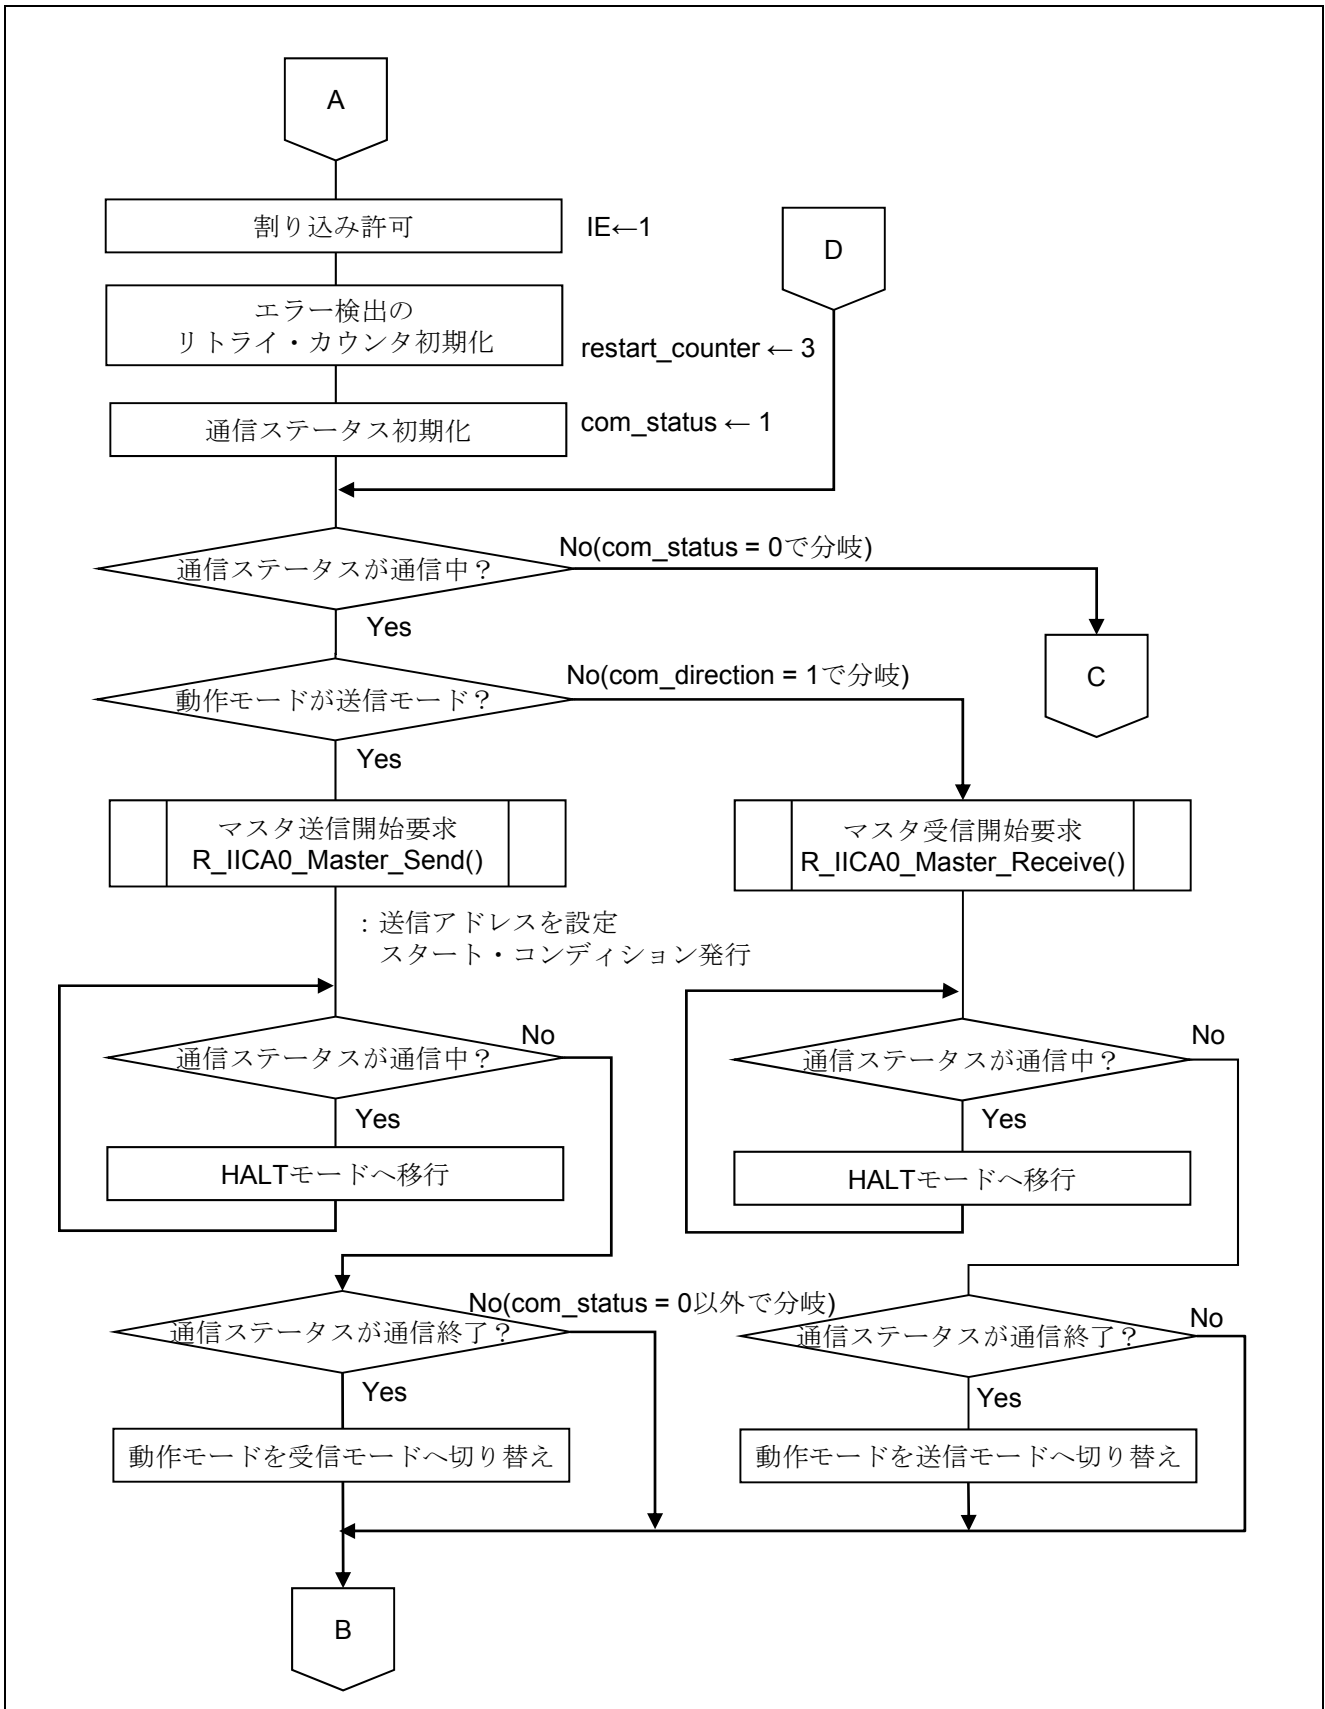 A
割り込み許可
IE←1
D
エラー検出の
リトライ・カウンタ初期化
restart_counter ← 3
通信ステータス初期化
com_status ← 1
通信ステータスが通信中？
No(com_status = 0で分岐)
Yes
C
動作モードが送信モード？
No(com_direction = 1で分岐)
Yes
マスタ送信開始要求
R_IICA0_Master_Send()
マスタ受信開始要求
R_IICA0_Master_Receive()
：送信アドレスを設定
スタート・コンディション発行
通信ステータスが通信中？
No
Yes
HALTモードへ移行
通信ステータスが通信中？
No
Yes
HALTモードへ移行
通信ステータスが通信終了？
No(com_status = 0以外で分岐)
Yes
動作モードを受信モードへ切り替え
通信ステータスが通信終了？
No
Yes
動作モードを送信モードへ切り替え
B